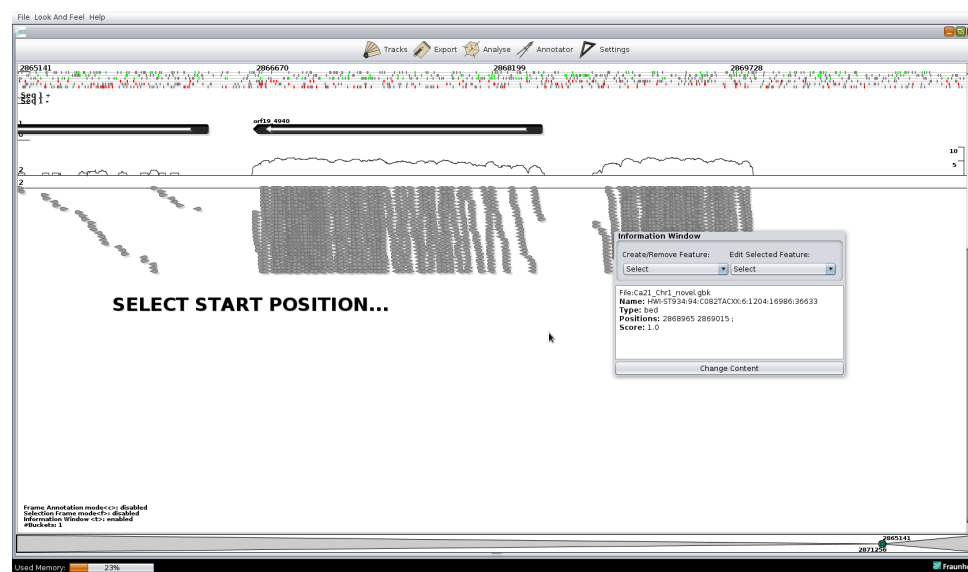 File Look And Feel Help
Tracks Export Analyse Annotator Settings
2865141 2866670 2868199 2869728
Seq 1 +
Seq 1 -
orf19_4940
1
0
10
5
2
2
Information Window
Create/Remove Feature: Edit Selected Feature:
Select Select
File:Ca21_Chr1_novel.gbk
Name: HWI-ST934:94:C082TACXX:6:1204:16986:36633
Type: bed
Positions: 2868965 2869015 ;
Score: 1.0
Change Content
SELECT START POSITION...
Frame Annotation mode<c>: disabled
Selection Frame mode<f>: disabled
Information Window <t>: enabled
#Buckets: 1
2865141
2871256
Used Memory: 23%
Fraunh